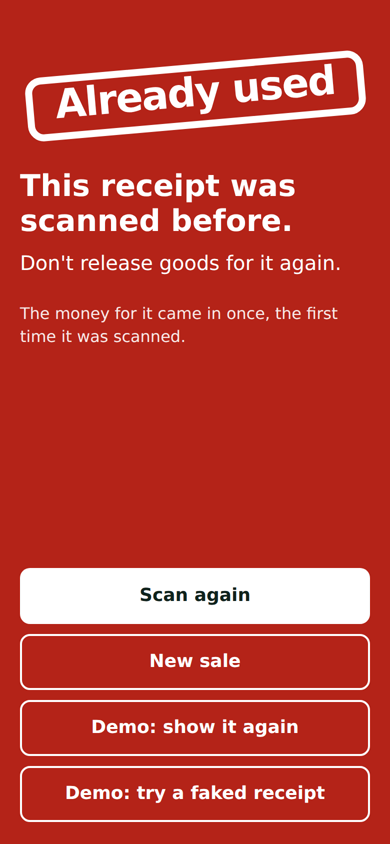 Already used
This receipt was
scanned before.
Don't release goods for it again.
The money for it came in once, the first
time it was scanned.
Scan again
New sale
Demo: show it again
Demo: try a faked receipt